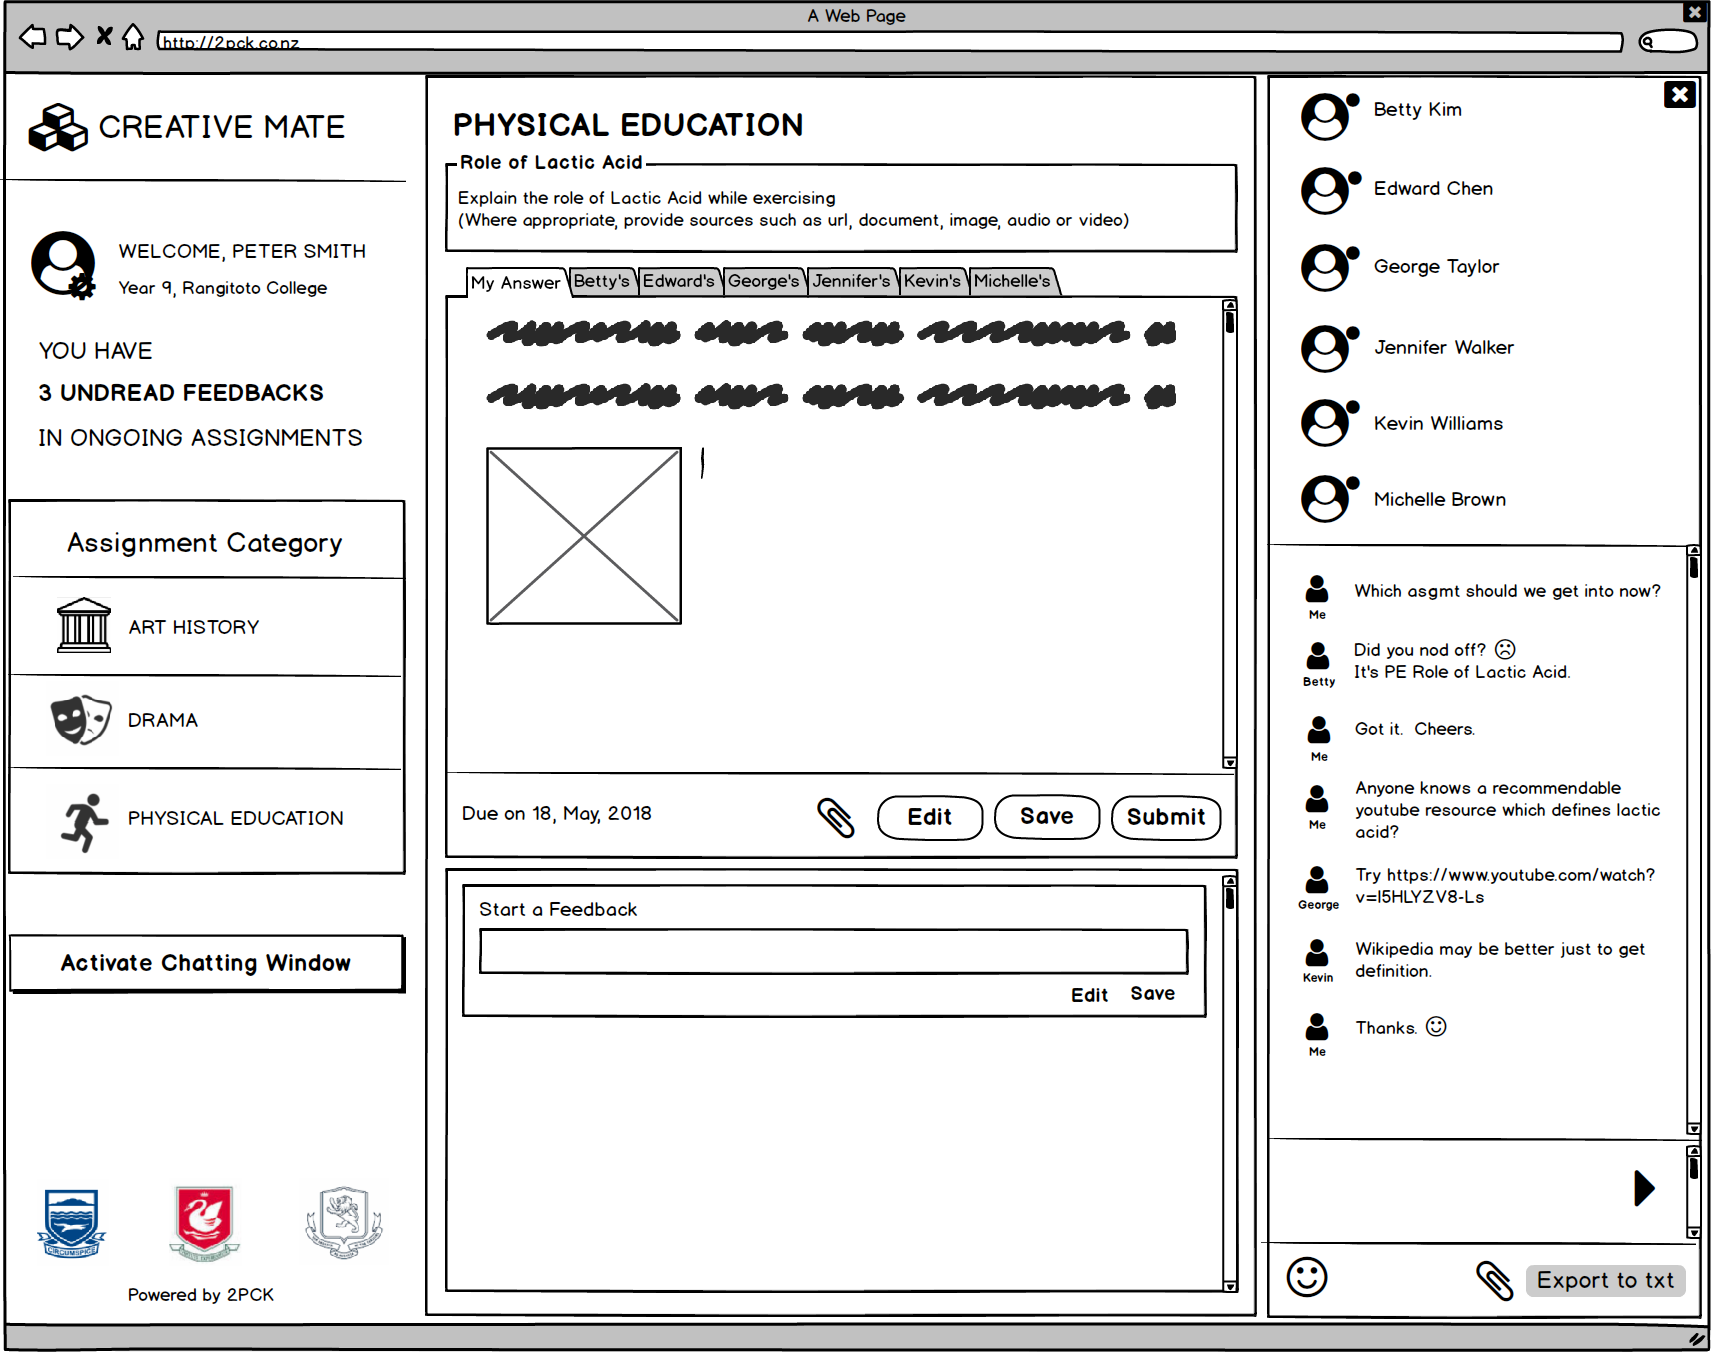 A Web Page
http://2pck.co.nz
CREATIVE MATE
WELCOME, PETER SMITH
Year 9, Rangitoto College
YOU HAVE
3 UNDREAD FEEDBACKS
IN ONGOING ASSIGNMENTS
Assignment Category
ART HISTORY
DRAMA
PHYSICAL EDUCATION
Activate Chatting Window
CIRCUMSPICE
Powered by 2PCK
PHYSICAL EDUCATION
Role of Lactic Acid
Explain the role of Lactic Acid while exercising
(Where appropriate, provide sources such as url, document, image, audio or video)
My Answer Betty's Edward's George's Jennifer's Kevin's Michelle's
Due on 18, May, 2018
Edit Save Submit
Start a Feedback
Edit Save
Betty Kim
Edward Chen
George Taylor
Jennifer Walker
Kevin Williams
Michelle Brown
Me
Which asgmt should we get into now?
Betty
Did you nod off? ☹
It's PE Role of Lactic Acid.
Me
Got it. Cheers.
Me
Anyone knows a recommendable
youtube resource which defines lactic
acid?
George
Try https://www.youtube.com/watch?
v=I5HLYZV8-Ls
Kevin
Wikipedia may be better just to get
definition.
Me
Thanks. ☺
Export to txt